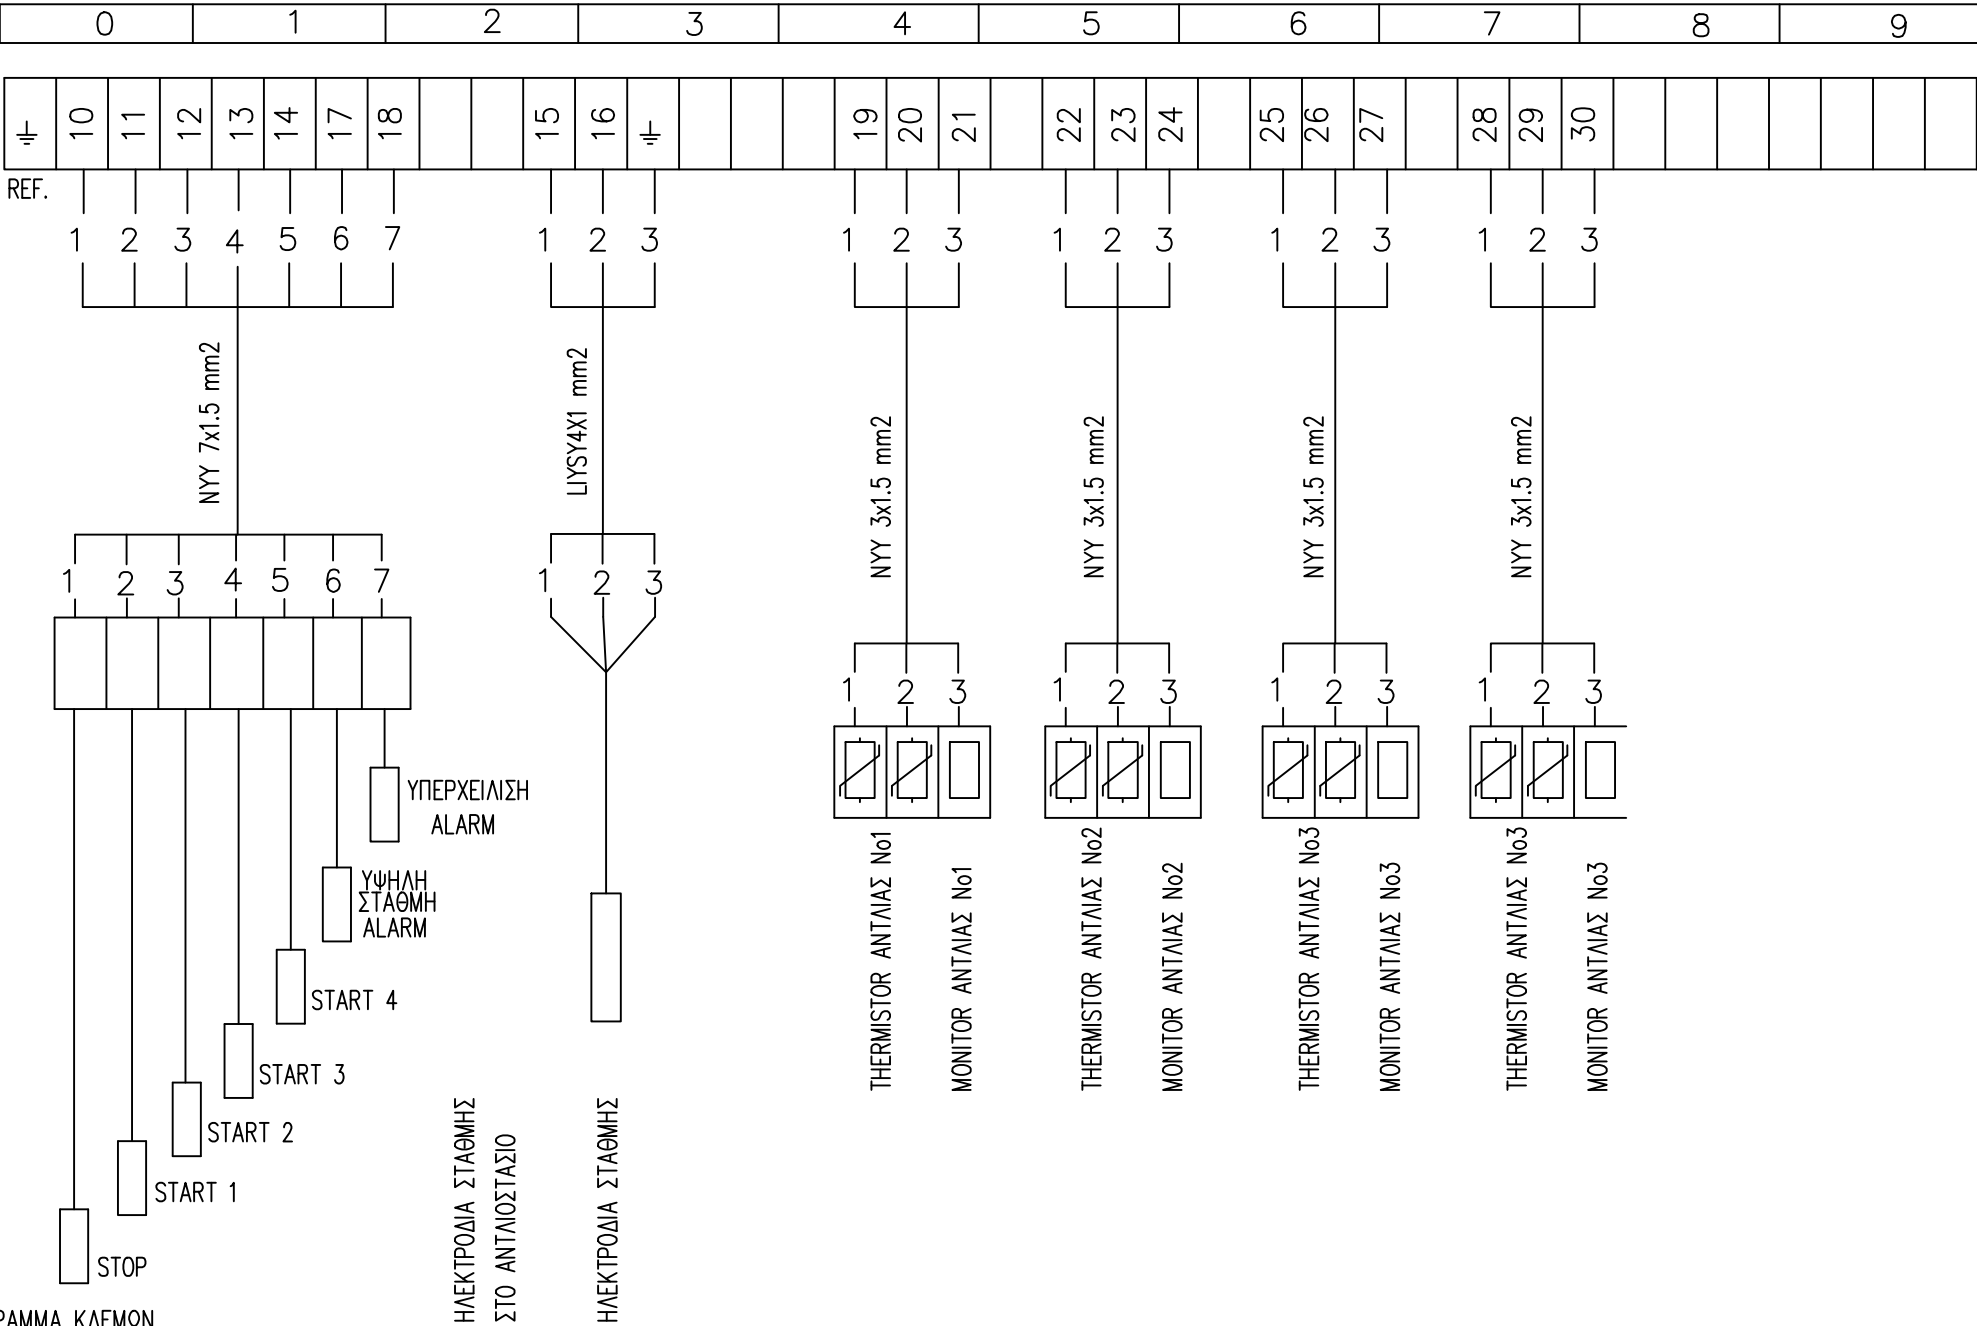 0 1 2 3 4 5 6 7 8 9
10 11 12 13 14 17 18 15 16 19 20 21 22 23 24 25 26 27 28 29 30
REF.
1 2 3 4 5 6 7 1 2 3 1 2 3 1 2 3 1 2 3 1 2 3
NYY 7x1.5 mm2
LIYSY4X1 mm2
NYY 3x1.5 mm2
NYY 3x1.5 mm2
NYY 3x1.5 mm2
NYY 3x1.5 mm2
1 2 3 4 5 6 7 1 2 3
1 2 3 1 2 3 1 2 3 1 2 3
ΥΠΕΡΧΕΙΛΙΣΗ
ALARM
ΥΨΗΛΗ
ΣΤΑΘΜΗ
ALARM
START 4
START 3
START 2
START 1
STOP
THERMISTOR ΑΝΤΛΙΑΣ No1
MONITOR ΑΝΤΛΙΑΣ No1
THERMISTOR ΑΝΤΛΙΑΣ No2
MONITOR ΑΝΤΛΙΑΣ No2
THERMISTOR ΑΝΤΛΙΑΣ No3
MONITOR ΑΝΤΛΙΑΣ No3
THERMISTOR ΑΝΤΛΙΑΣ No3
MONITOR ΑΝΤΛΙΑΣ No3
ΗΛΕΚΤΡΟΔΙΑ ΣΤΑΘΜΗΣ
ΣΤΟ ΑΝΤΛΙΟΣΤΑΣΙΟ
ΗΛΕΚΤΡΟΔΙΑ ΣΤΑΘΜΗΣ
ΡΑΜΜΑ ΚΛΕΜΩΝ